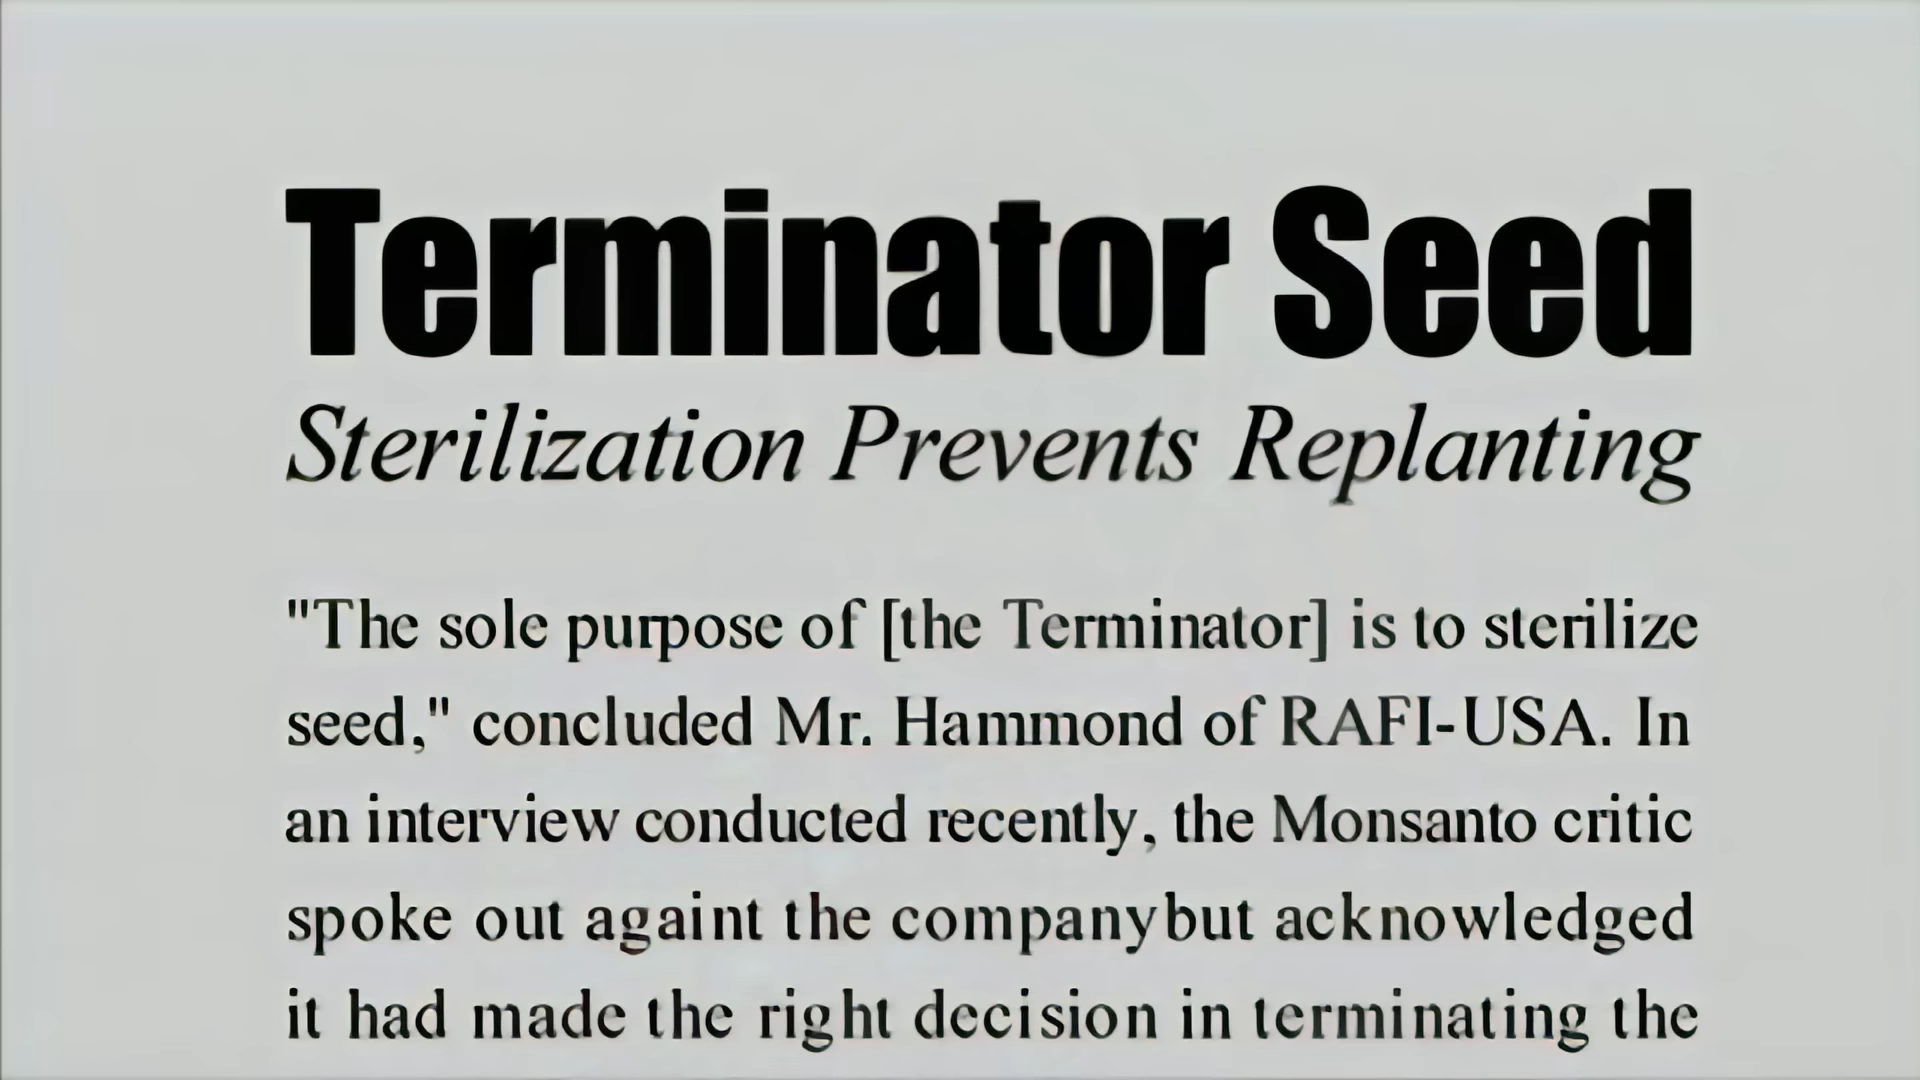 Terminator Seed
Sterilization Prevents Replanting
"The sole purpose of [the Terminator] is to sterilize
seed," concluded Mr. Hammond of RAFI-USA. In
an interview conducted recently, the Monsanto critic
spoke out againt the companybut acknowledged
it had made the right decision in terminating the